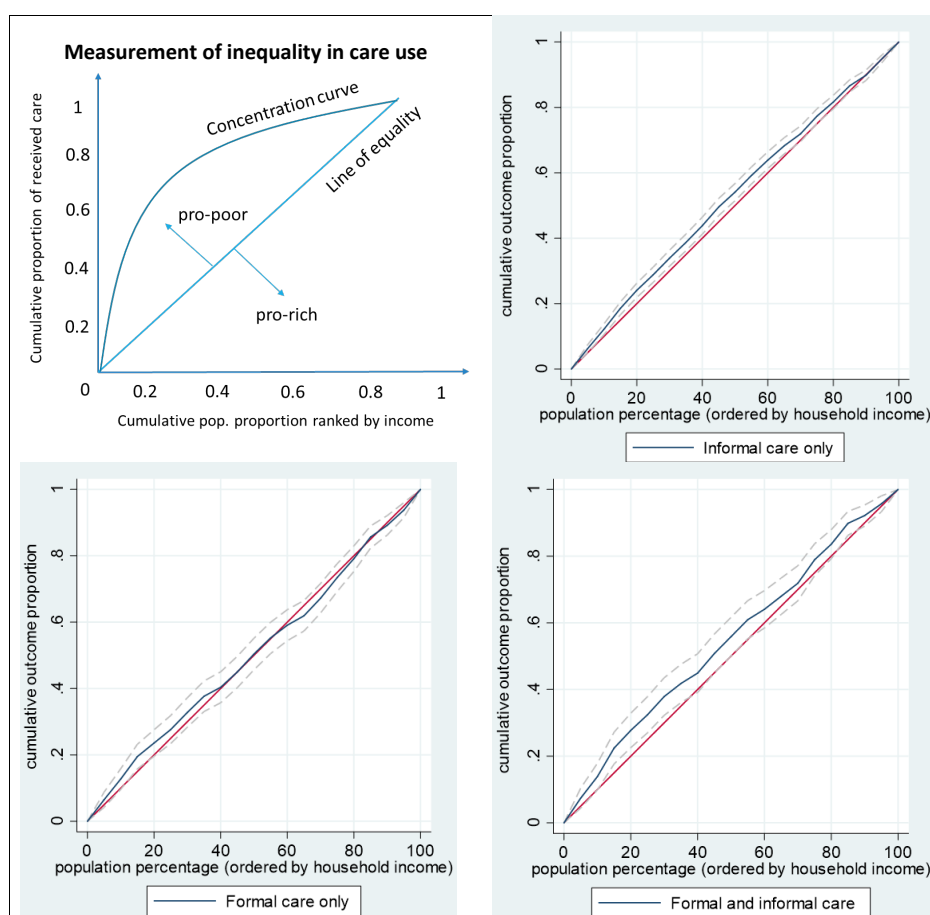 Measurement of inequality in care use
Cumulative proportion of received care
1
0.8
0.6
0.4
0.2
0
0.2
0.4
0.6
0.8
1
Concentration curve
Line of equality
pro-poor
pro-rich
Cumulative pop. proportion ranked by income
cumulative outcome proportion
1
.8
.6
.4
.2
0
0 20 40 60 80 100
population percentage (ordered by household income)
Informal care only
cumulative outcome proportion
1
.8
.6
.4
.2
0
0 20 40 60 80 100
population percentage (ordered by household income)
Formal care only
cumulative outcome proportion
1
.8
.6
.4
.2
0
0 20 40 60 80 100
population percentage (ordered by household income)
Formal and informal care